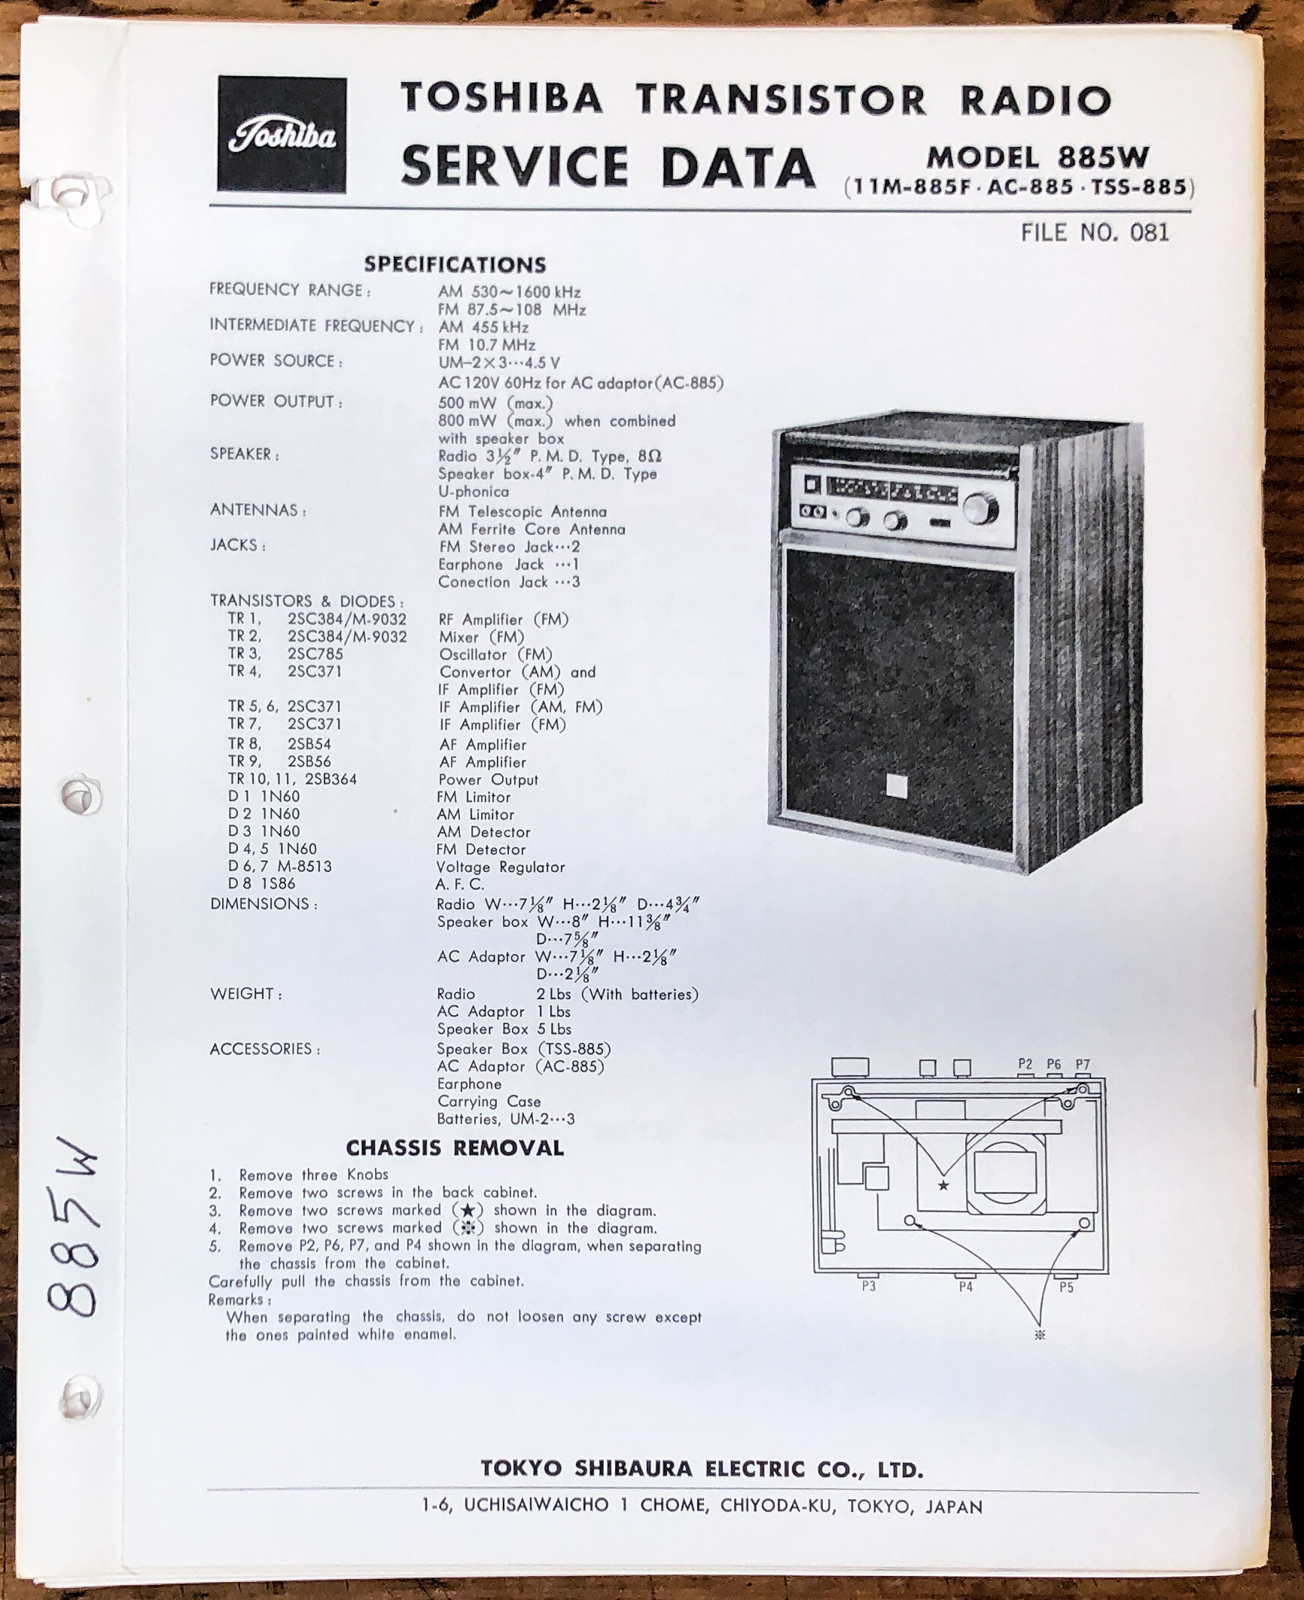 Toshiba
TOSHIBA TRANSISTOR RADIO
SERVICE DATA
MODEL 885W
(11M-885F · AC-885 · TSS-885)
FILE NO. 081
SPECIFICATIONS
FREQUENCY RANGE : AM 530~1600 kHz
FM 87.5~108 MHz
INTERMEDIATE FREQUENCY : AM 455 kHz
FM 10.7 MHz
POWER SOURCE : UM-2×3···4.5 V
AC 120V 60Hz for AC adaptor (AC-885)
POWER OUTPUT : 500 mW (max.)
800 mW (max.) when combined
with speaker box
SPEAKER : Radio 3½″ P. M. D. Type, 8Ω
Speaker box-4″ P. M. D. Type
U-phonica
ANTENNAS : FM Telescopic Antenna
AM Ferrite Core Antenna
JACKS : FM Stereo Jack···2
Earphone Jack ···1
Conection Jack ···3
TRANSISTORS & DIODES :
TR 1, 2SC384/M-9032 RF Amplifier (FM)
TR 2, 2SC384/M-9032 Mixer (FM)
TR 3, 2SC785 Oscillator (FM)
TR 4, 2SC371 Convertor (AM) and
IF Amplifier (FM)
TR 5, 6, 2SC371 IF Amplifier (AM, FM)
TR 7, 2SC371 IF Amplifier (FM)
TR 8, 2SB54 AF Amplifier
TR 9, 2SB56 AF Amplifier
TR 10, 11, 2SB364 Power Output
D 1 1N60 FM Limitor
D 2 1N60 AM Limitor
D 3 1N60 AM Detector
D 4, 5 1N60 FM Detector
D 6, 7 M-8513 Voltage Regulator
D 8 1S86 A. F. C.
DIMENSIONS : Radio W···7⅛″ H···2⅛″ D···4¾″
Speaker box W···8″ H···11⅜″
D···7⅝″
AC Adaptor W···7⅛″ H···2⅛″
D···2⅛″
WEIGHT : Radio 2 Lbs (With batteries)
AC Adaptor 1 Lbs
Speaker Box 5 Lbs
ACCESSORIES : Speaker Box (TSS-885)
AC Adaptor (AC-885)
Earphone
Carrying Case
Batteries, UM-2···3
CHASSIS REMOVAL
1. Remove three Knobs
2. Remove two screws in the back cabinet.
3. Remove two screws marked (★) shown in the diagram.
4. Remove two screws marked (※) shown in the diagram.
5. Remove P2, P6, P7, and P4 shown in the diagram, when separating
the chassis from the cabinet.
Carefully pull the chassis from the cabinet.
Remarks :
When separating the chassis, do not loosen any screw except
the ones painted white enamel.
P2 P6 P7
★
P3 P4 P5
※
885W
TOKYO SHIBAURA ELECTRIC CO., LTD.
1-6, UCHISAIWAICHO 1 CHOME, CHIYODA-KU, TOKYO, JAPAN